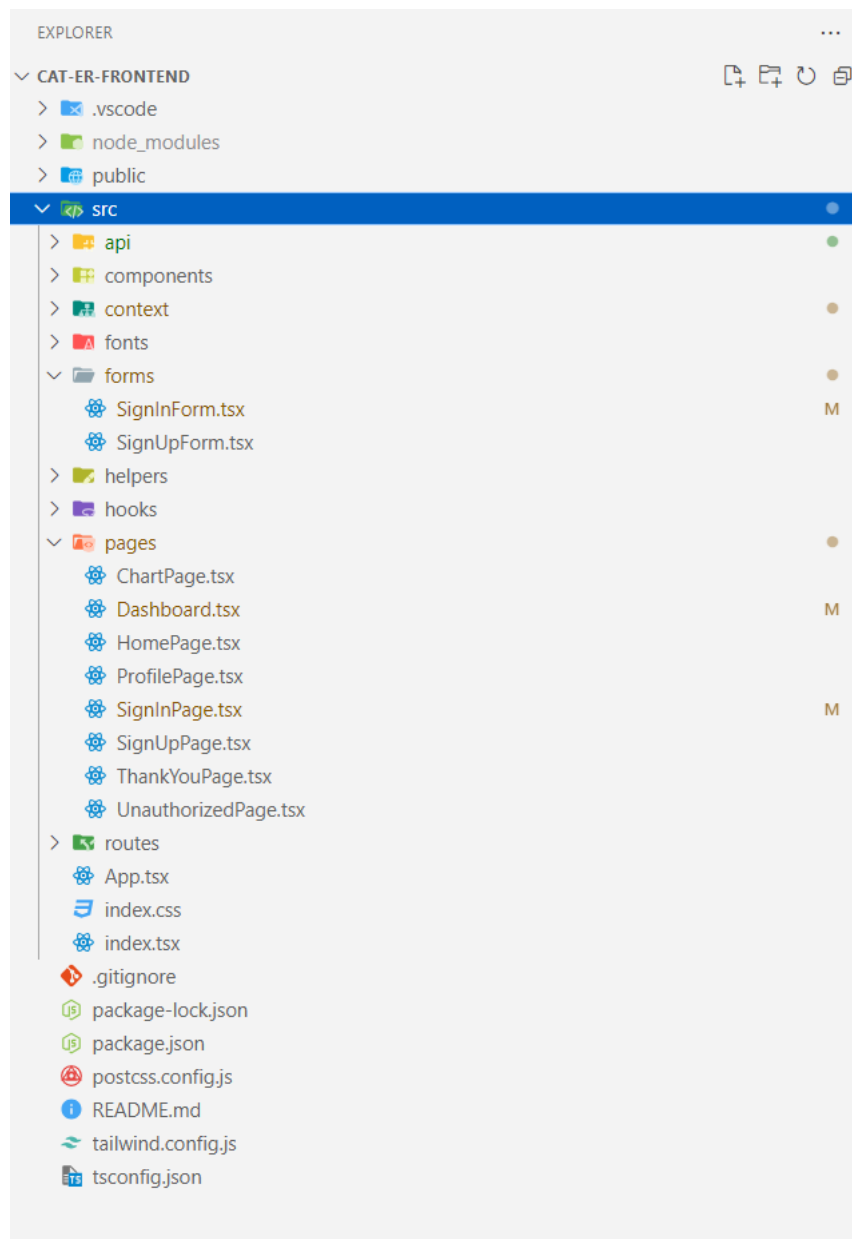 EXPLORER
CAT-ER-FRONTEND
.vscode
node_modules
public
src
api
components
context
fonts
forms
SignInForm.tsx M
SignUpForm.tsx
helpers
hooks
pages
ChartPage.tsx
Dashboard.tsx M
HomePage.tsx
ProfilePage.tsx
SignInPage.tsx M
SignUpPage.tsx
ThankYouPage.tsx
UnauthorizedPage.tsx
routes
App.tsx
index.css
index.tsx
.gitignore
package-lock.json
package.json
postcss.config.js
README.md
tailwind.config.js
tsconfig.json